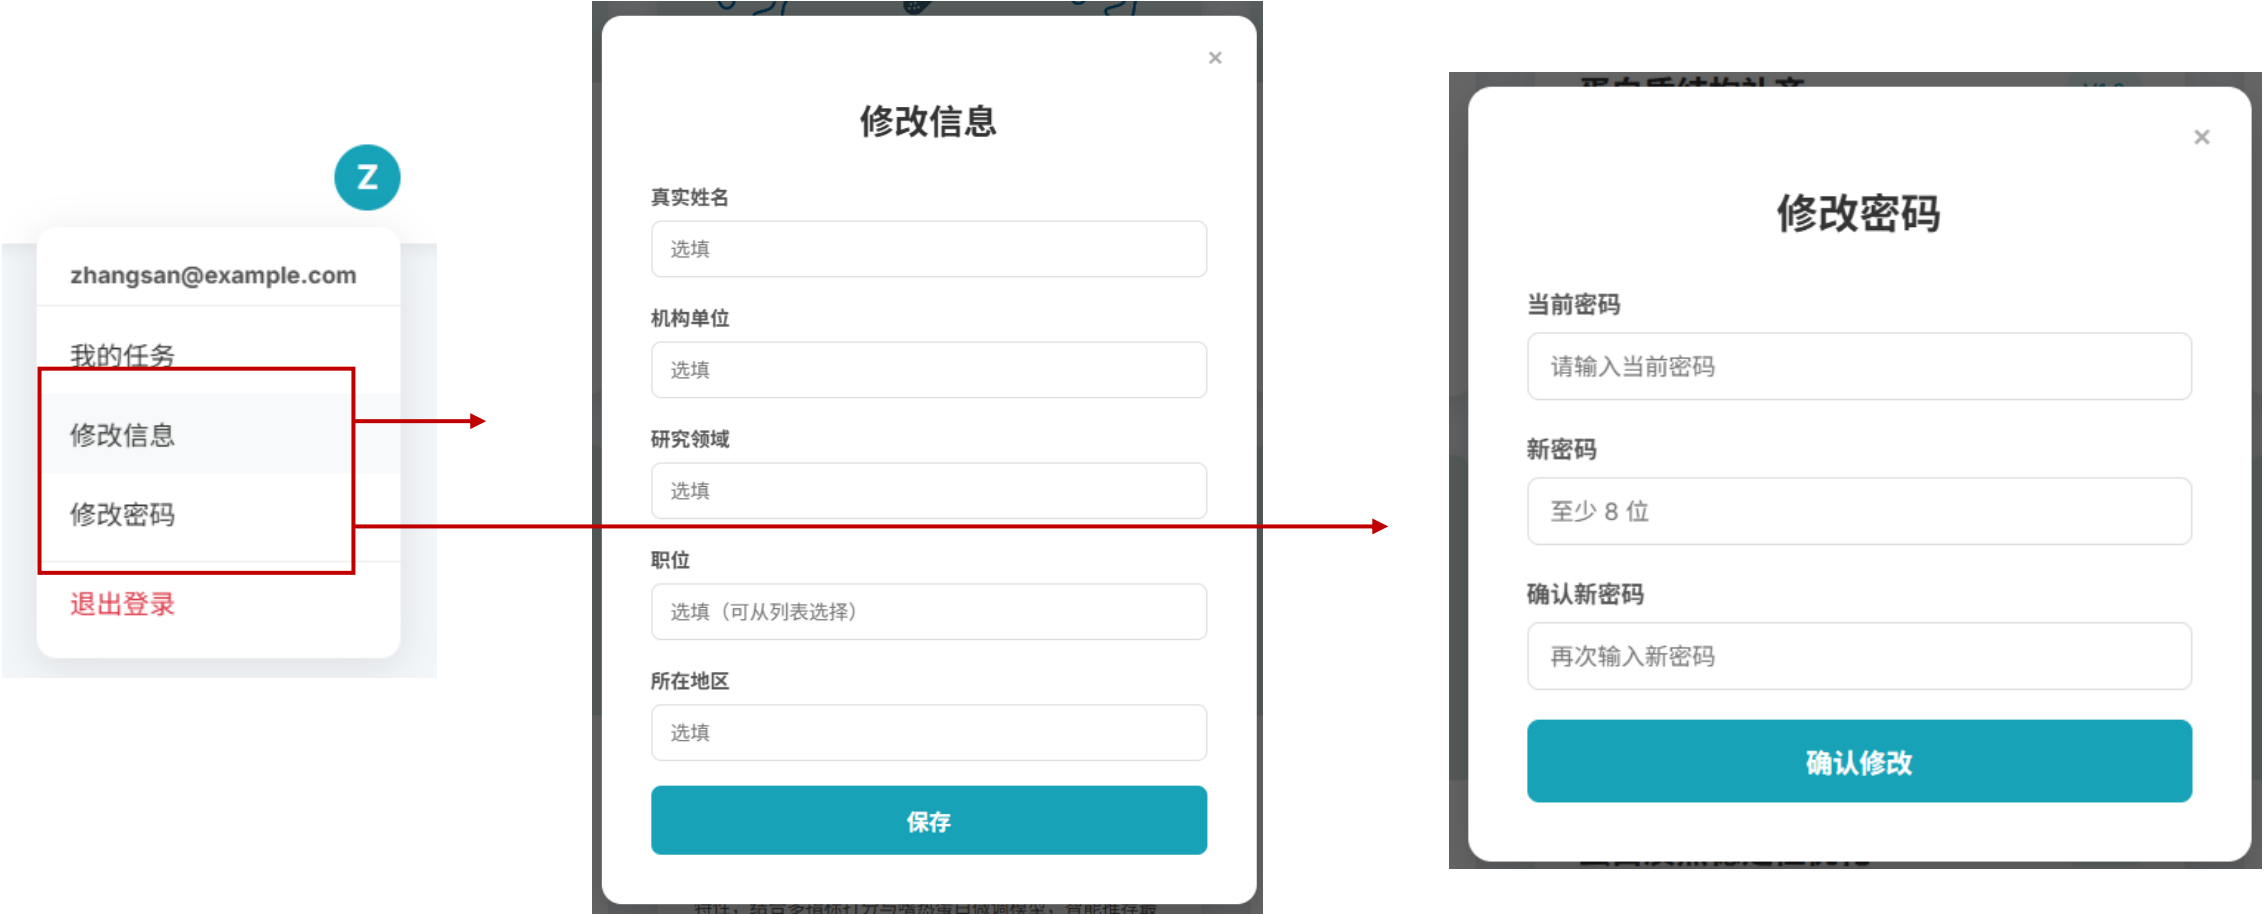 Z
zhangsan@example.com
我的任务
修改信息
修改密码
退出登录
×
修改信息
真实姓名
选填
机构单位
选填
研究领域
选填
职位
选填（可从列表选择）
所在地区
选填
保存
×
修改密码
当前密码
请输入当前密码
新密码
至少 8 位
确认新密码
再次输入新密码
确认修改